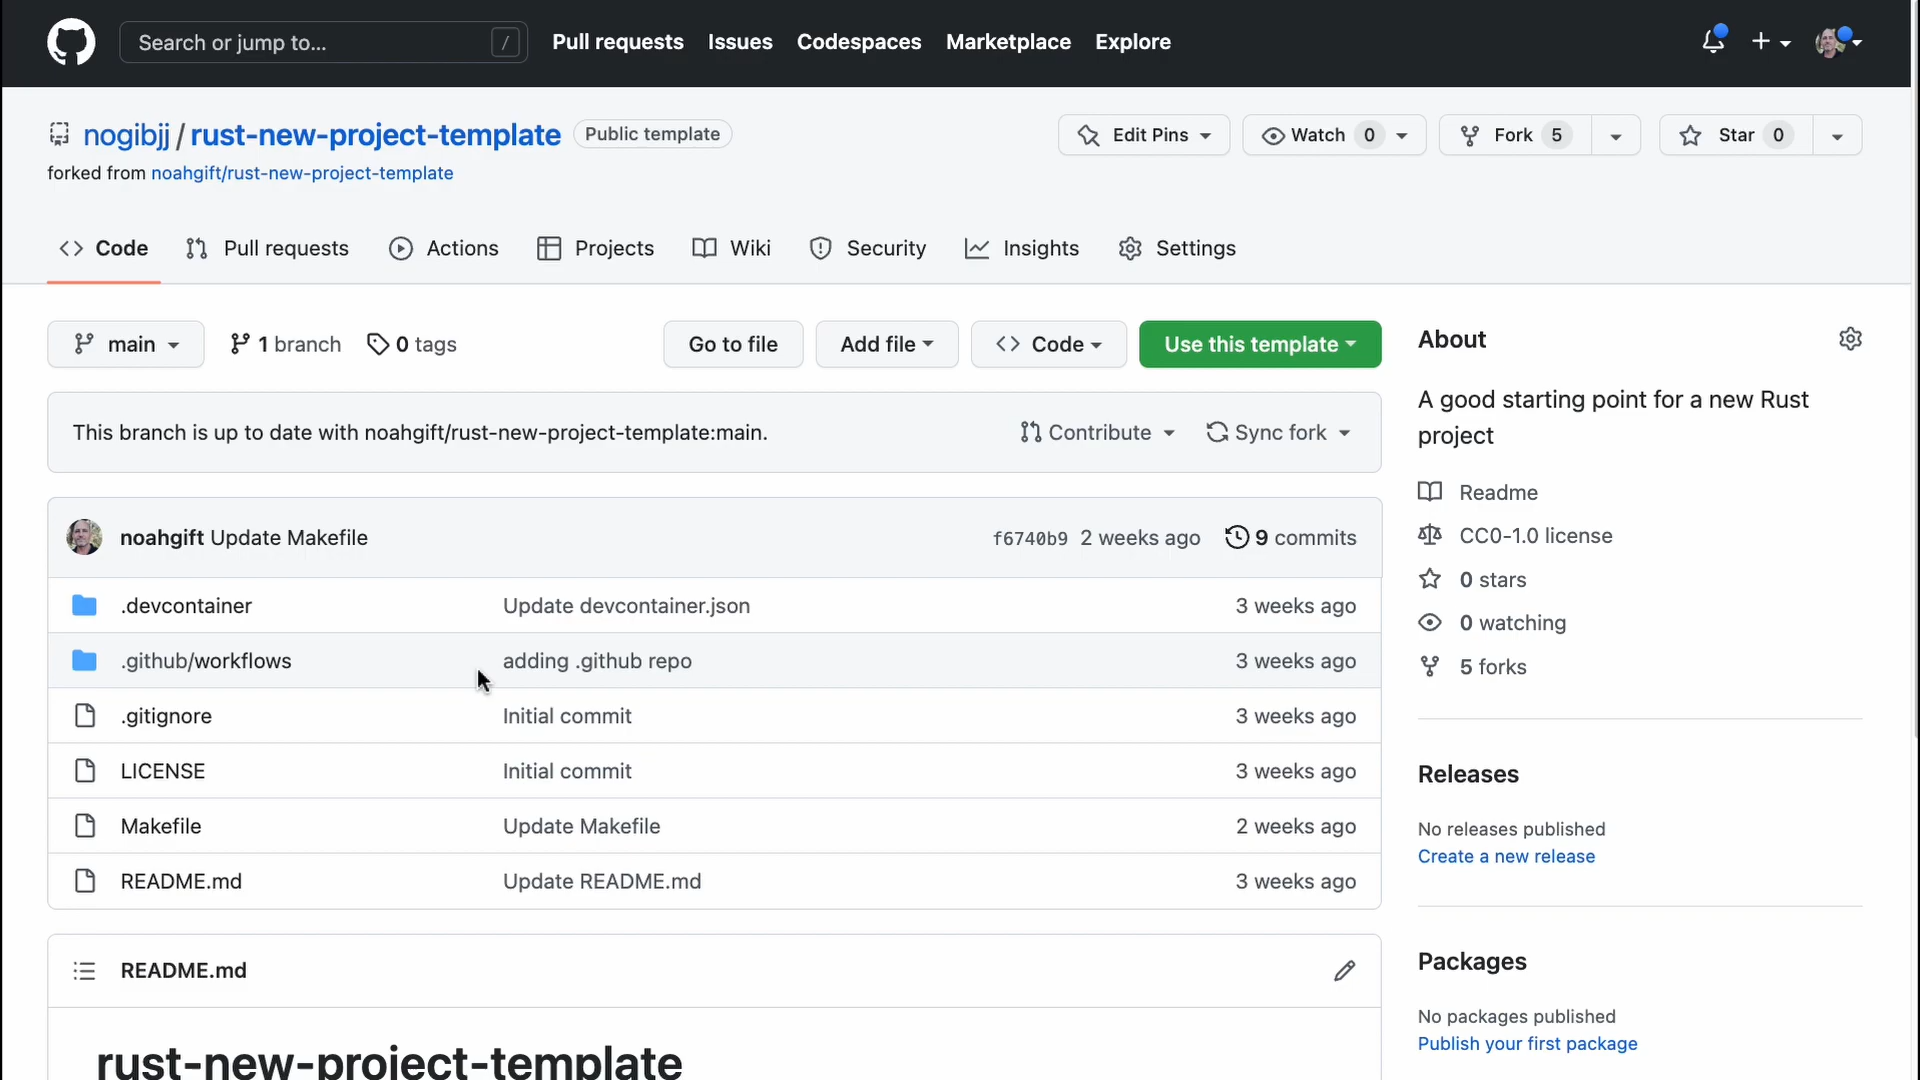 Search or jump to... /
Pull requests Issues Codespaces Marketplace Explore
nogibjj / rust-new-project-template Public template
Edit Pins Watch 0 Fork 5 Star 0
forked from noahgift/rust-new-project-template
Code Pull requests Actions Projects Wiki Security Insights Settings
main 1 branch 0 tags Go to file Add file Code Use this template
This branch is up to date with noahgift/rust-new-project-template:main. Contribute Sync fork
noahgift Update Makefile f6740b9 2 weeks ago 9 commits
.devcontainer Update devcontainer.json 3 weeks ago
.github/workflows adding .github repo 3 weeks ago
.gitignore Initial commit 3 weeks ago
LICENSE Initial commit 3 weeks ago
Makefile Update Makefile 2 weeks ago
README.md Update README.md 3 weeks ago
README.md
rust-new-project-template
About
A good starting point for a new Rust
project
Readme
CC0-1.0 license
0 stars
0 watching
5 forks
Releases
No releases published
Create a new release
Packages
No packages published
Publish your first package